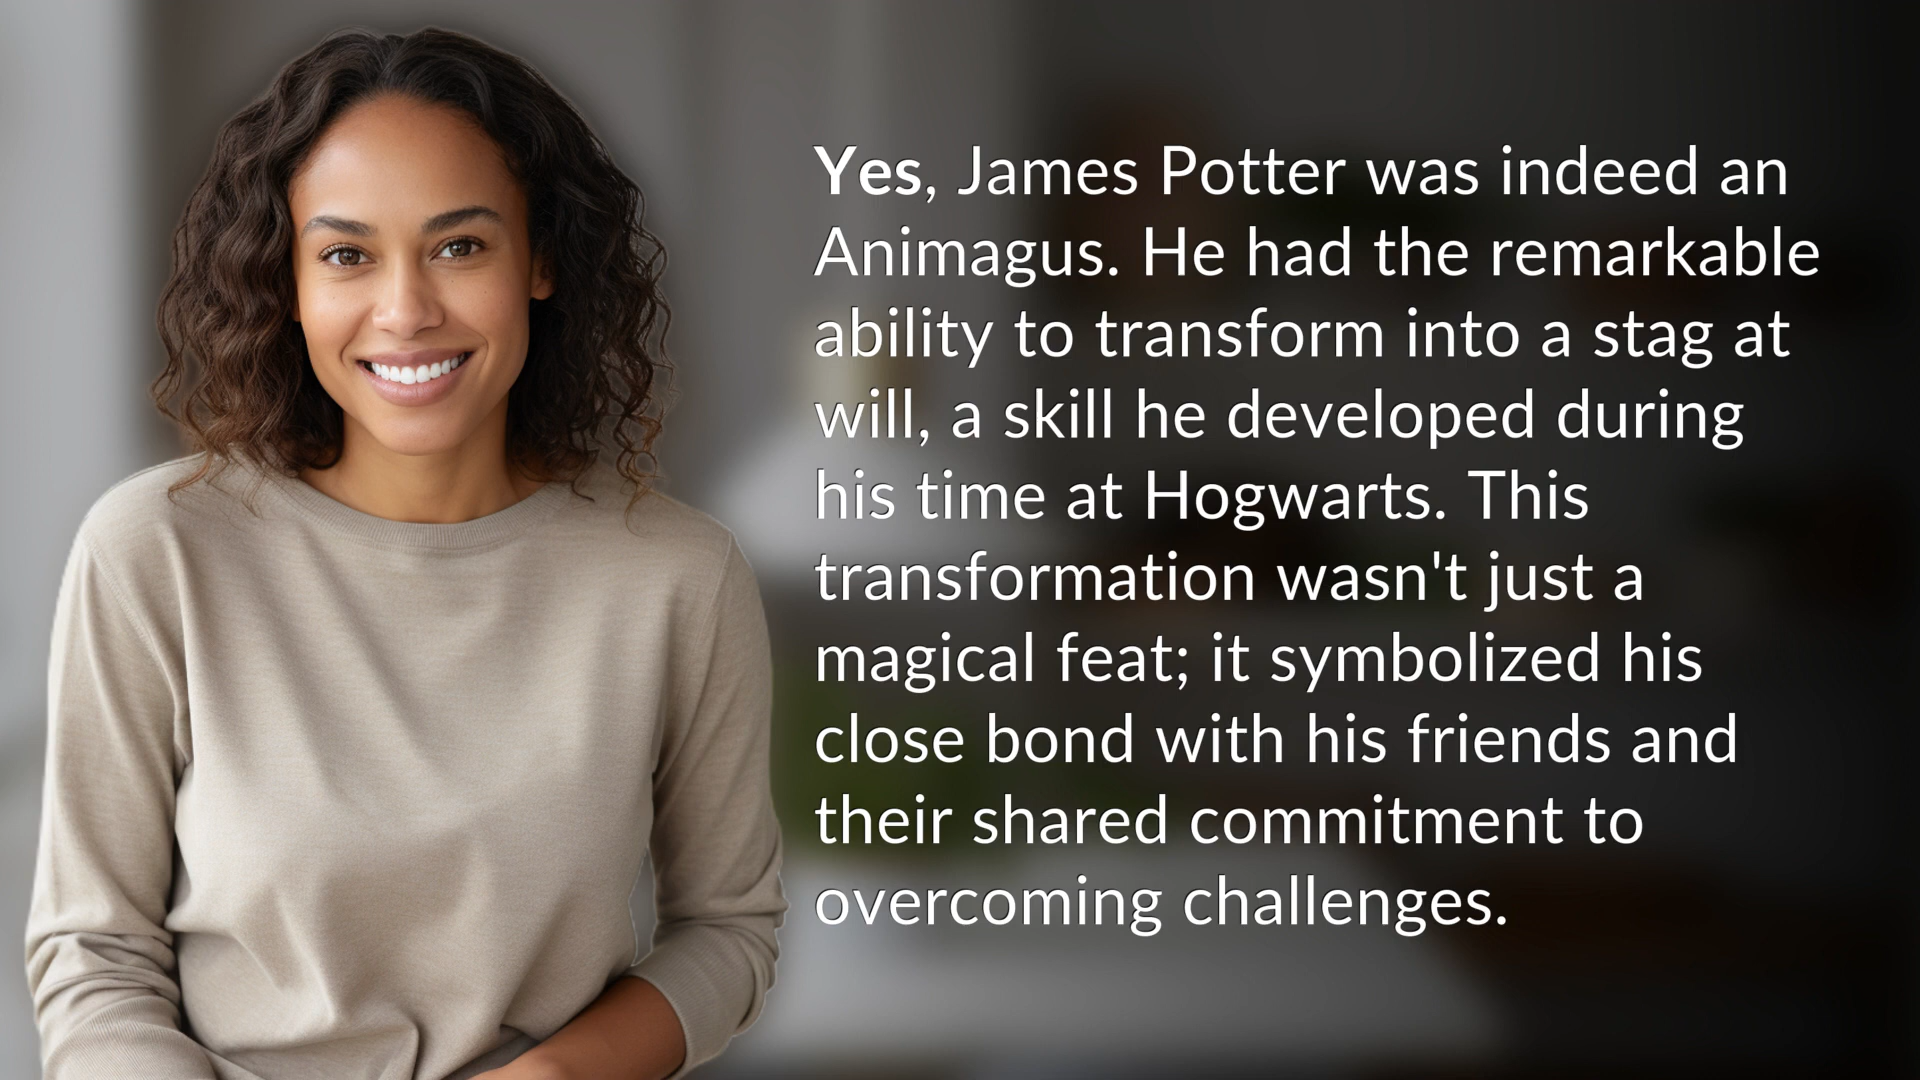 Yes, James Potter was indeed an
Animagus. He had the remarkable
ability to transform into a stag at
will, a skill he developed during
his time at Hogwarts. This
transformation wasn't just a
magical feat; it symbolized his
close bond with his friends and
their shared commitment to
overcoming challenges.